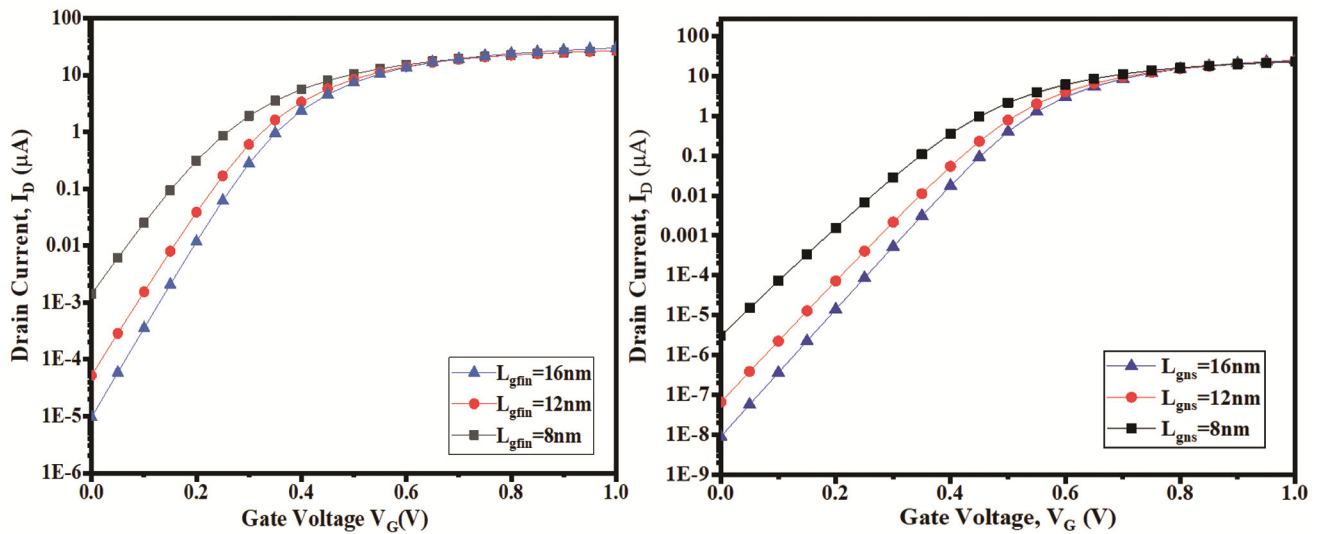 Drain Current, I_D (μA)
100
10
1
0.1
0.01
1E-3
1E-4
1E-5
1E-6
0.0 0.2 0.4 0.6 0.8 1.0
Gate Voltage V_G(V)
L_gfin=16nm
L_gfin=12nm
L_gfin=8nm
Drain Current, I_D (μA)
100
10
1
0.1
0.01
0.001
1E-4
1E-5
1E-6
1E-7
1E-8
1E-9
0.0 0.2 0.4 0.6 0.8 1.0
Gate Voltage, V_G (V)
L_gns=16nm
L_gns=12nm
L_gns=8nm